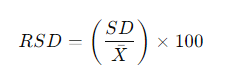 RSD = (SD / X̄) × 100